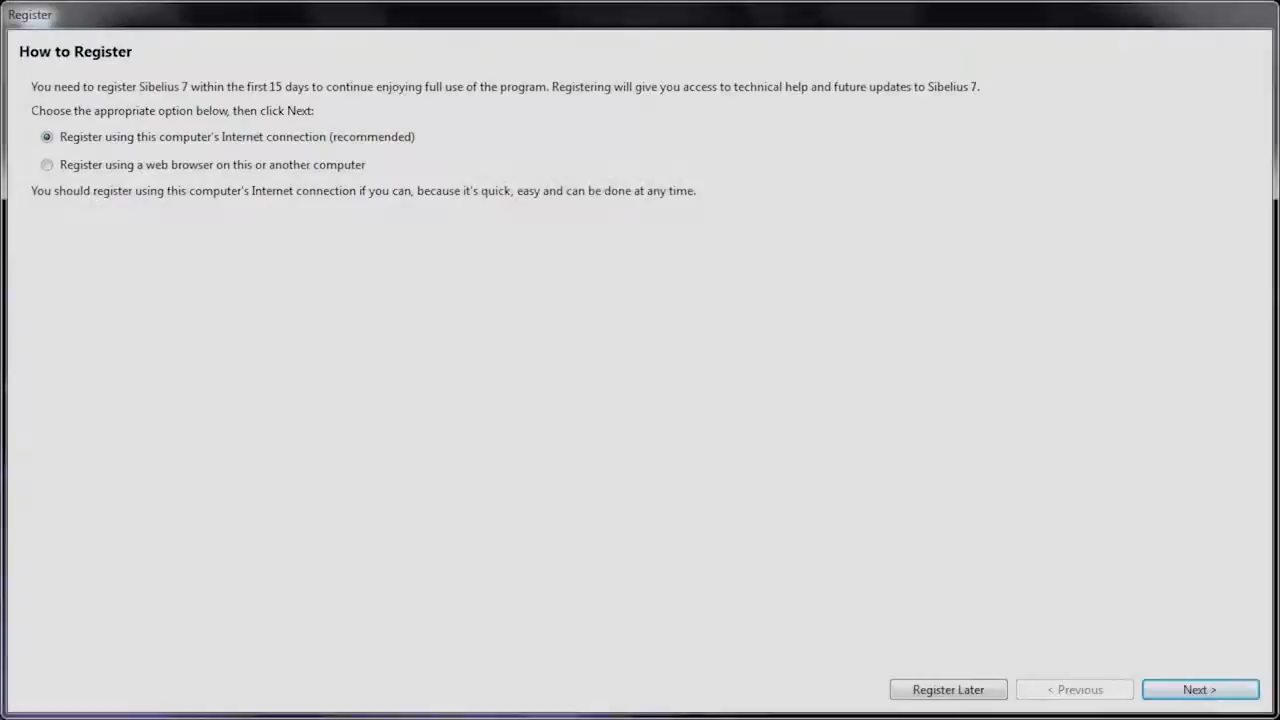 Register
How to Register
You need to register Sibelius 7 within the first 15 days to continue enjoying full use of the program. Registering will give you access to technical help and future updates to Sibelius 7.
Choose the appropriate option below, then click Next:
Register using this computer's Internet connection (recommended)
Register using a web browser on this or another computer
You should register using this computer's Internet connection if you can, because it's quick, easy and can be done at any time.
Register Later
< Previous
Next >